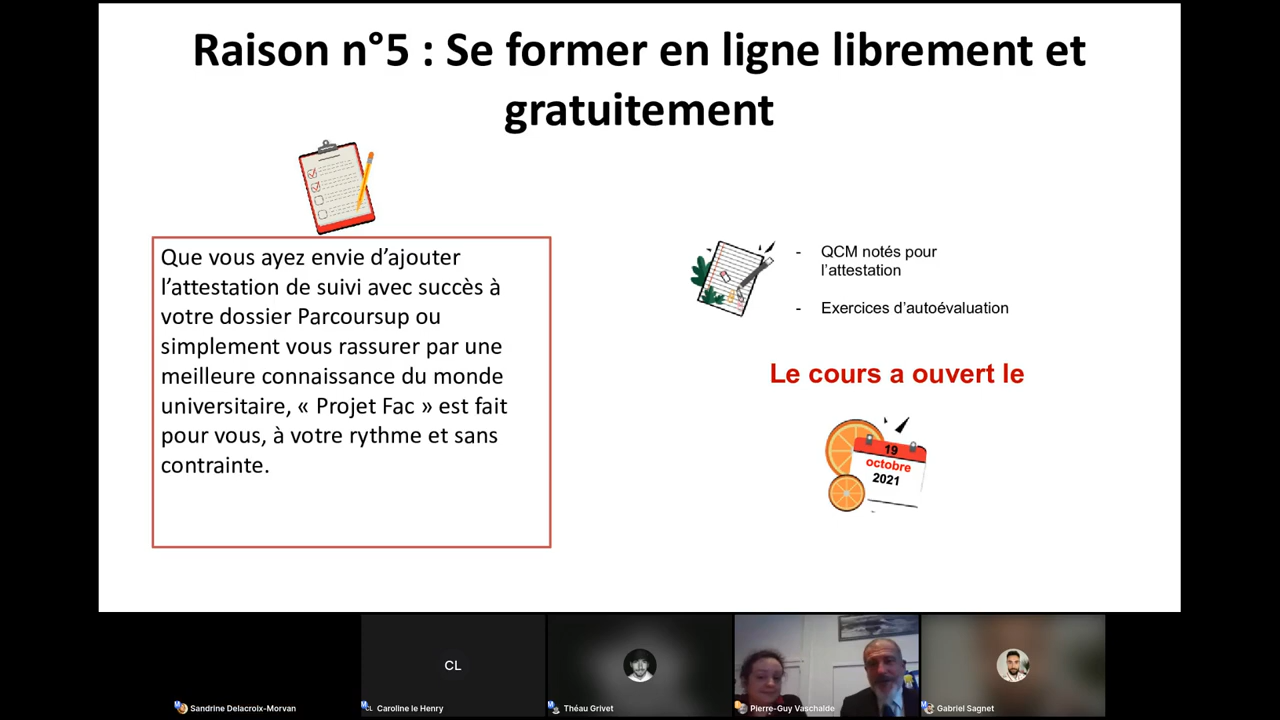 Raison n°5 : Se former en ligne librement et
gratuitement
Que vous ayez envie d’ajouter
l’attestation de suivi avec succès à
votre dossier Parcoursup ou
simplement vous rassurer par une
meilleure connaissance du monde
universitaire, « Projet Fac » est fait
pour vous, à votre rythme et sans
contrainte.
- QCM notés pour
l’attestation
- Exercices d’autoévaluation
Le cours a ouvert le
19
octobre
2021
CL
Sandrine Delacroix-Morvan
Caroline le Henry
Théau Grivet
Pierre-Guy Vaschalde
Gabriel Sagnet